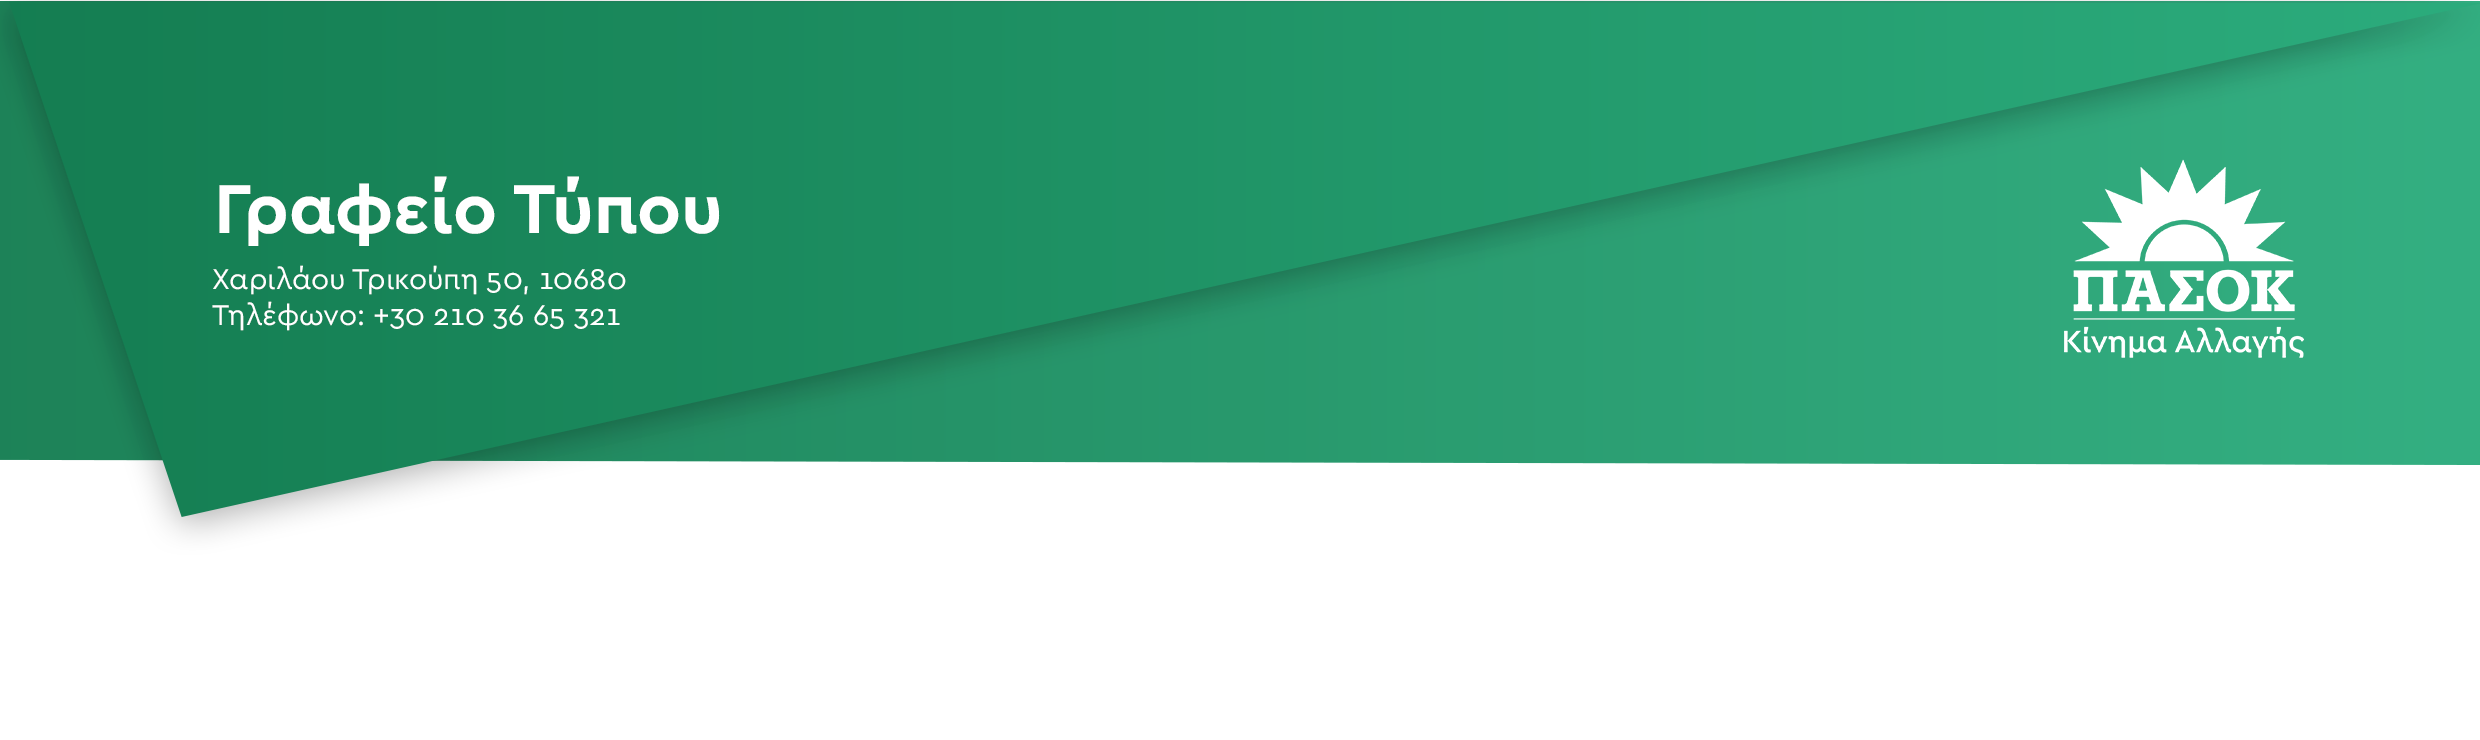 Γραφείο Τύπου
Χαριλάου Τρικούπη 50, 10680
Τηλέφωνο: +30 210 36 65 321
ΠΑΣΟΚ
Κίνημα Αλλαγής